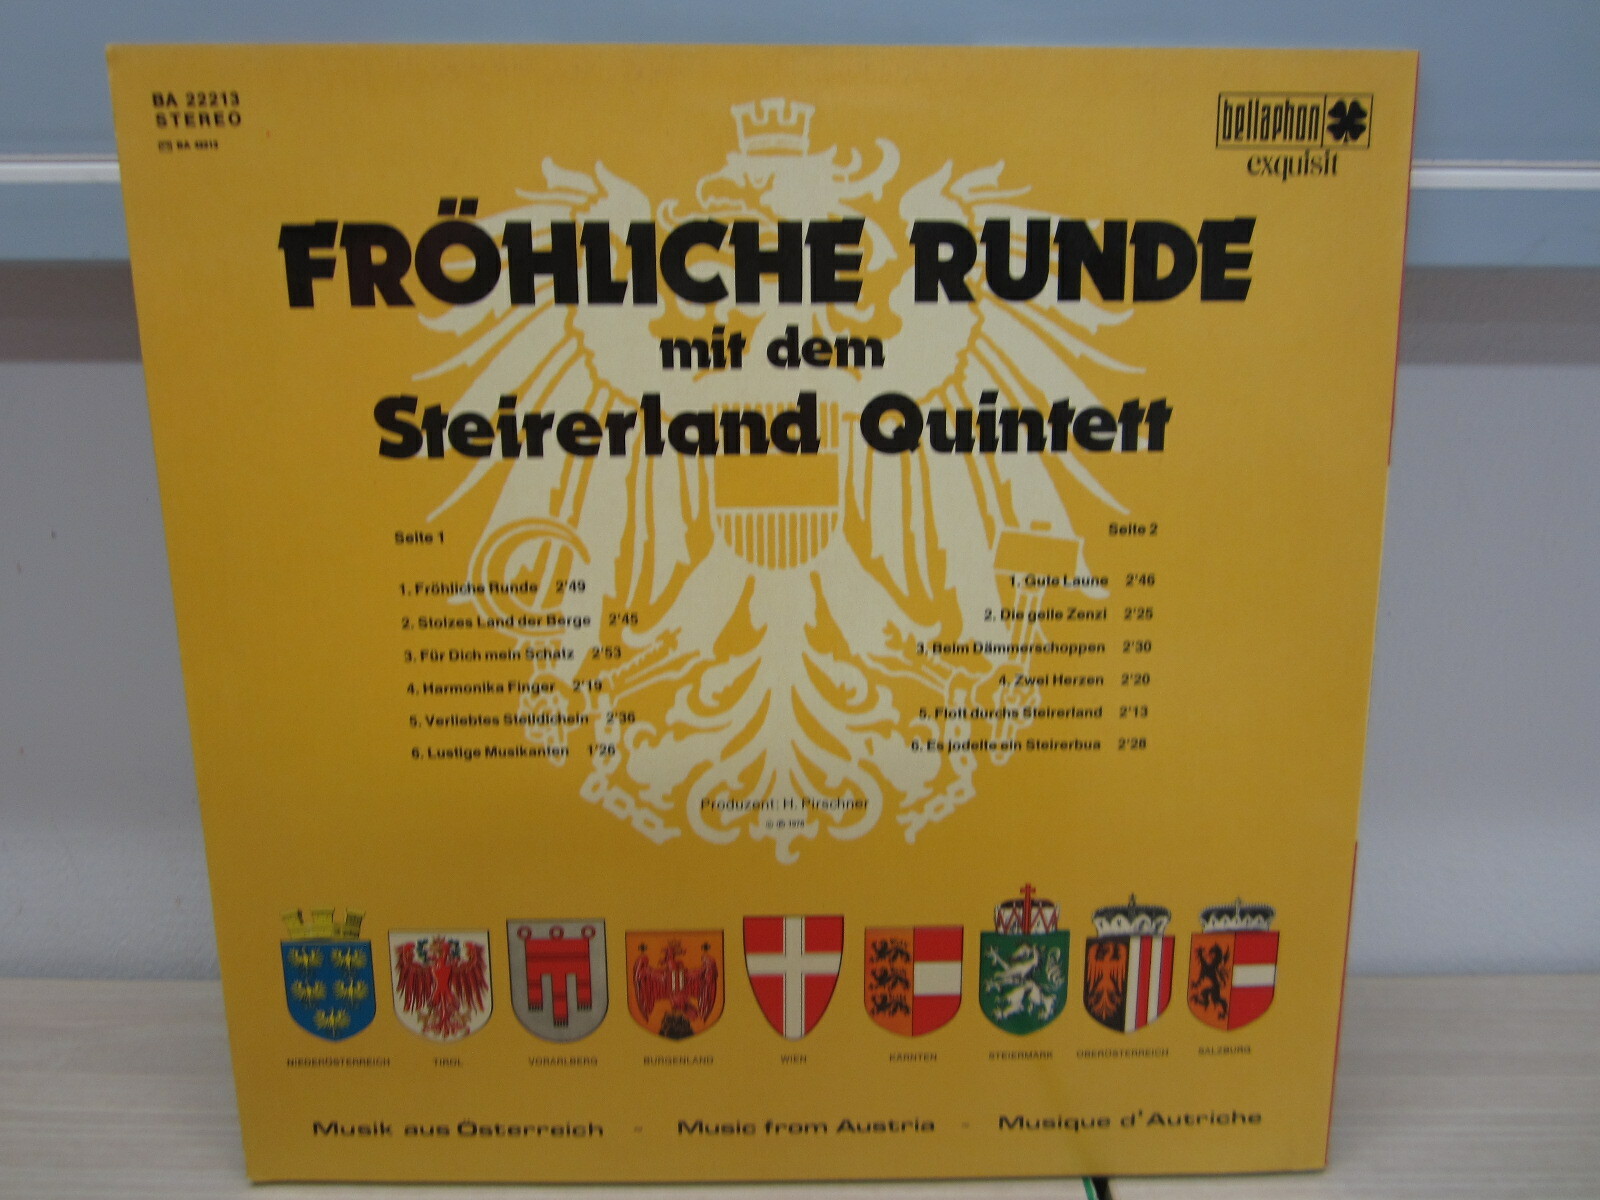 BA 22213
STEREO
bellaphon
exquisit
FRÖHLICHE RUNDE
mit dem
Steirerland Quintett
Seite 1
1. Fröhliche Runde 2'49
2. Stolzes Land der Berge 2'45
3. Für Dich mein Schatz 2'53
4. Harmonika Finger 2'19
5. Verliebtes Stelldichein 2'36
6. Lustige Musikanten 1'26
Seite 2
1. Gute Laune 2'46
2. Die geile Zenzi 2'25
3. Beim Dämmerschoppen 2'30
4. Zwei Herzen 2'20
5. Flott durchs Steirerland 2'13
6. Es jodelte ein Steirerbua 2'28
Produzent: H. Pirschner
NIEDERÖSTERREICH TIROL VORARLBERG BURGENLAND WIEN KÄRNTEN STEIERMARK OBERÖSTERREICH SALZBURG
Musik aus Österreich - Music from Austria - Musique d'Autriche